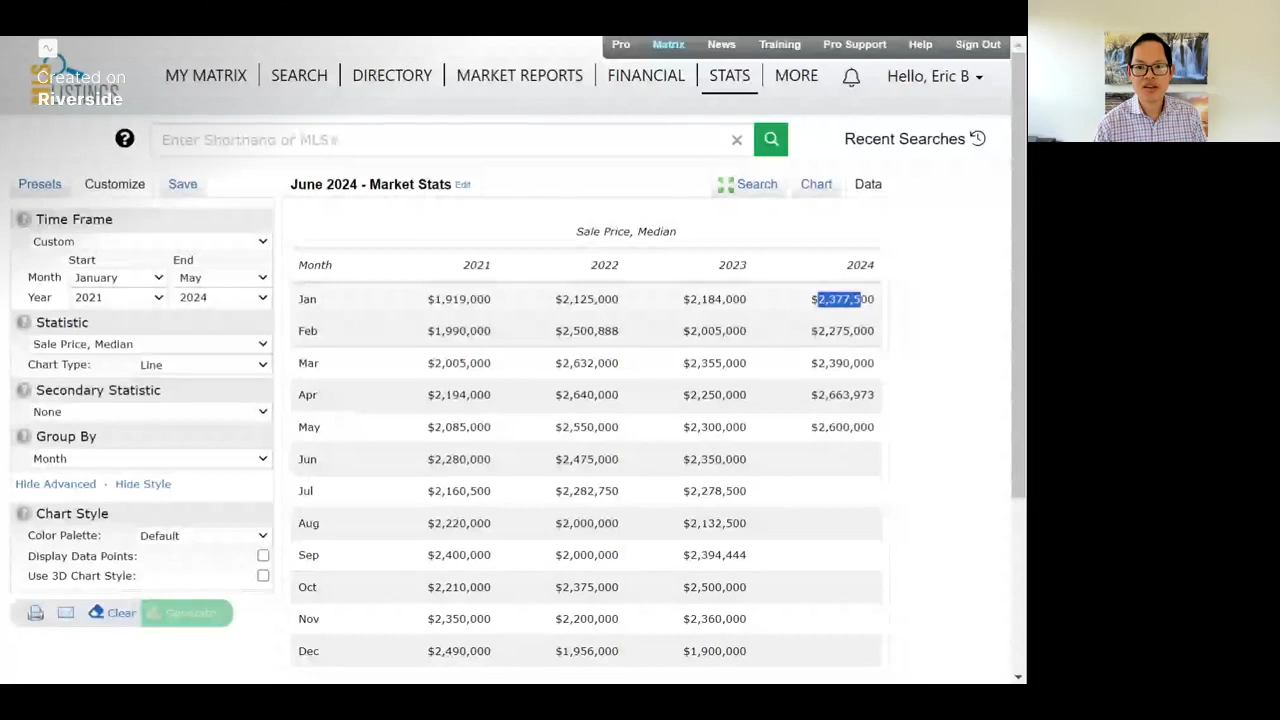 Pro Matrix News Training Pro Support Help Sign Out
Created on
Riverside
LISTINGS
MY MATRIX SEARCH DIRECTORY MARKET REPORTS FINANCIAL STATS MORE Hello, Eric B
? Enter Shorthand or MLS# × Recent Searches
Presets Customize Save
June 2024 - Market Stats Edit Search Chart Data
Time Frame
Custom
Start End
Month January May
Year 2021 2024
Statistic
Sale Price, Median
Chart Type: Line
Secondary Statistic
None
Group By
Month
Hide Advanced · Hide Style
Chart Style
Color Palette: Default
Display Data Points:
Use 3D Chart Style:
Clear Generate
Sale Price, Median
Month 2021 2022 2023 2024
Jan $1,919,000 $2,125,000 $2,184,000 $2,377,500
Feb $1,990,000 $2,500,888 $2,005,000 $2,275,000
Mar $2,005,000 $2,632,000 $2,355,000 $2,390,000
Apr $2,194,000 $2,640,000 $2,250,000 $2,663,973
May $2,085,000 $2,550,000 $2,300,000 $2,600,000
Jun $2,280,000 $2,475,000 $2,350,000
Jul $2,160,500 $2,282,750 $2,278,500
Aug $2,220,000 $2,000,000 $2,132,500
Sep $2,400,000 $2,000,000 $2,394,444
Oct $2,210,000 $2,375,000 $2,500,000
Nov $2,350,000 $2,200,000 $2,360,000
Dec $2,490,000 $1,956,000 $1,900,000